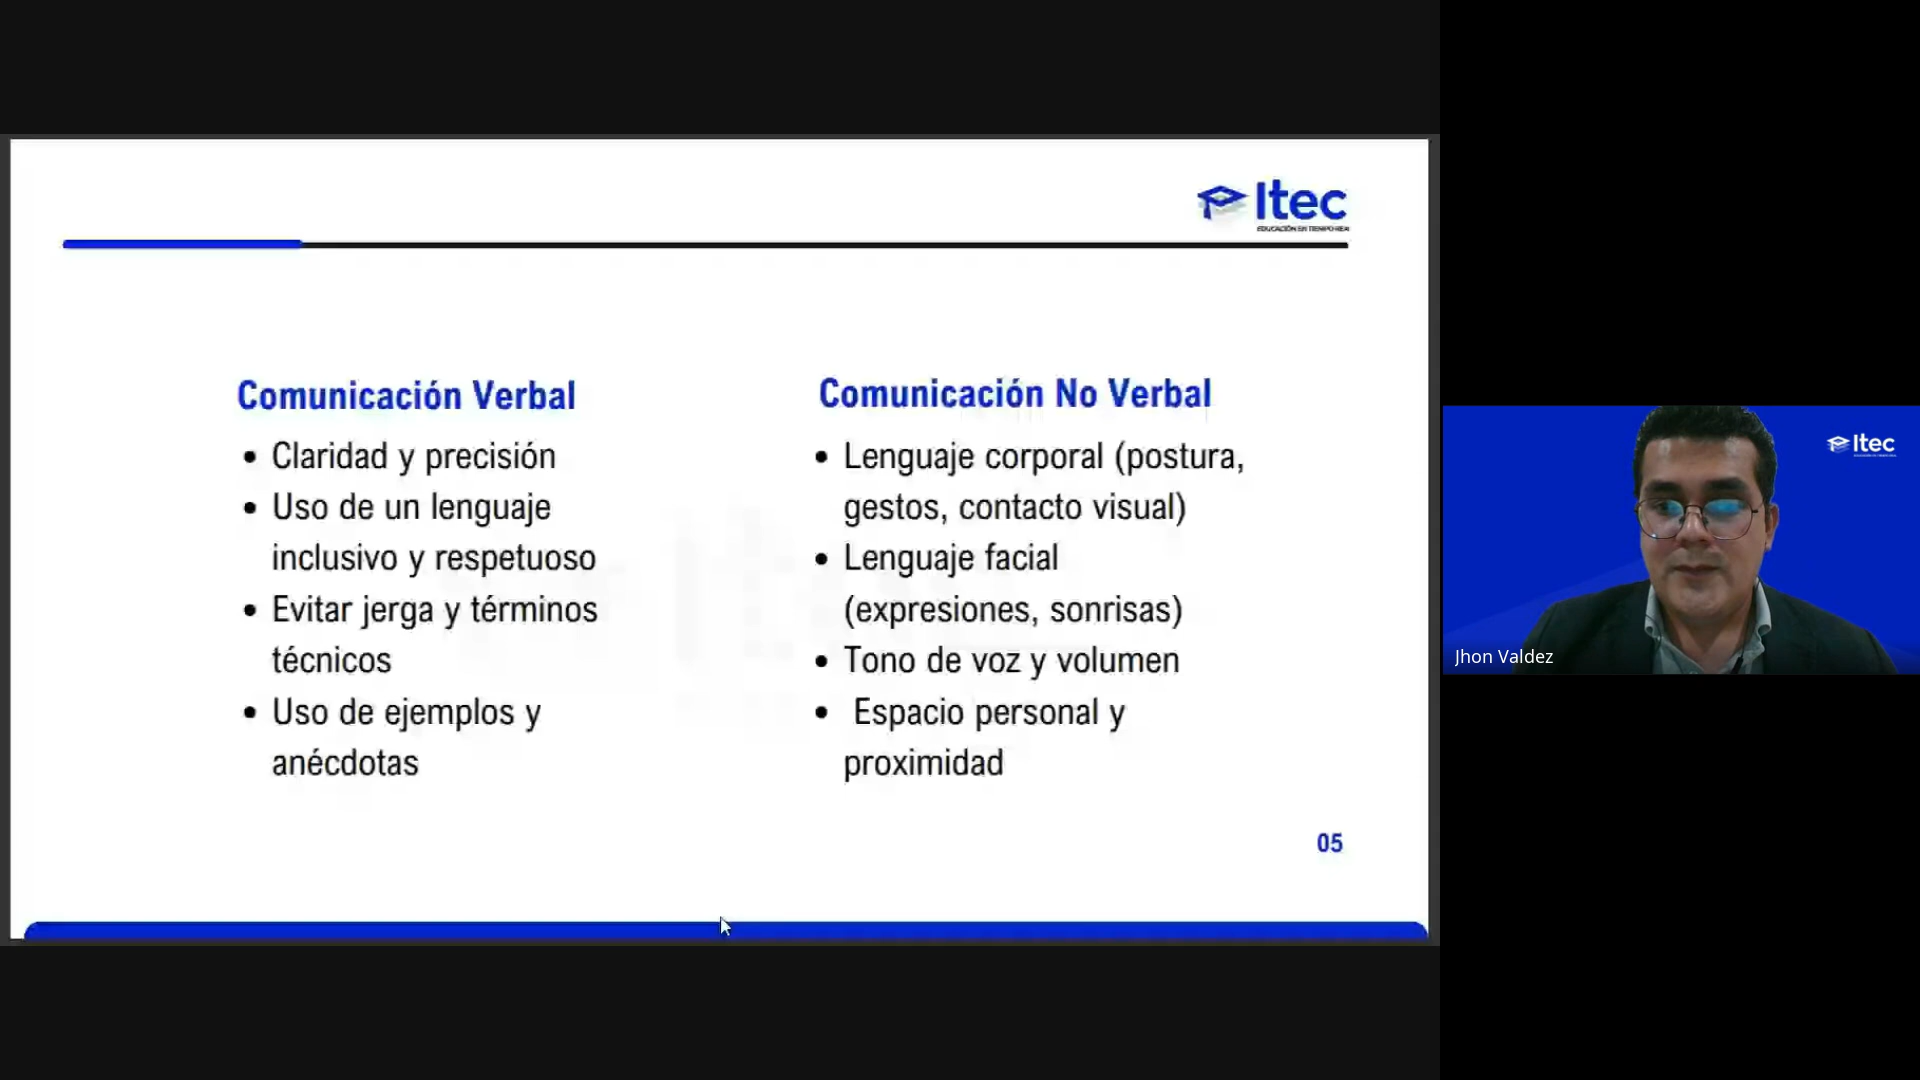 Itec
EDUCACIÓN EN TIEMPO REAL
Comunicación Verbal
• Claridad y precisión
• Uso de un lenguaje
inclusivo y respetuoso
• Evitar jerga y términos
técnicos
• Uso de ejemplos y
anécdotas
Comunicación No Verbal
• Lenguaje corporal (postura,
gestos, contacto visual)
• Lenguaje facial
(expresiones, sonrisas)
• Tono de voz y volumen
• Espacio personal y
proximidad
05
Itec
Jhon Valdez